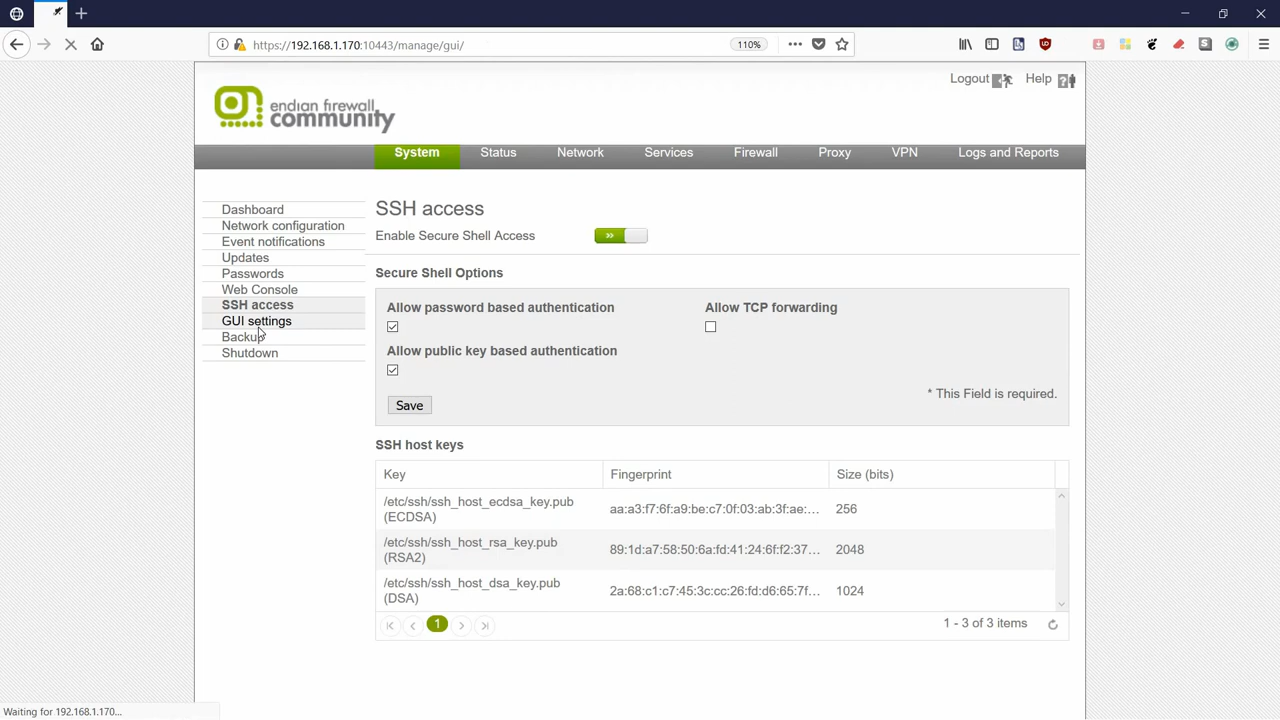 https://192.168.1.170:10443/manage/gui/
110%
Logout
Help
endian firewall
community
System
Status
Network
Services
Firewall
Proxy
VPN
Logs and Reports
Dashboard
Network configuration
Event notifications
Updates
Passwords
Web Console
SSH access
GUI settings
Backup
Shutdown
SSH access
Enable Secure Shell Access
Secure Shell Options
Allow password based authentication
Allow TCP forwarding
Allow public key based authentication
Save
* This Field is required.
SSH host keys
Key
Fingerprint
Size (bits)
/etc/ssh/ssh_host_ecdsa_key.pub
(ECDSA)
aa:a3:f7:6f:a9:be:c7:0f:03:ab:3f:ae:...
256
/etc/ssh/ssh_host_rsa_key.pub
(RSA2)
89:1d:a7:58:50:6a:fd:41:24:6f:f2:37...
2048
/etc/ssh/ssh_host_dsa_key.pub
(DSA)
2a:68:c1:c7:45:3c:cc:26:fd:d6:65:7f...
1024
1
1 - 3 of 3 items
Waiting for 192.168.1.170...